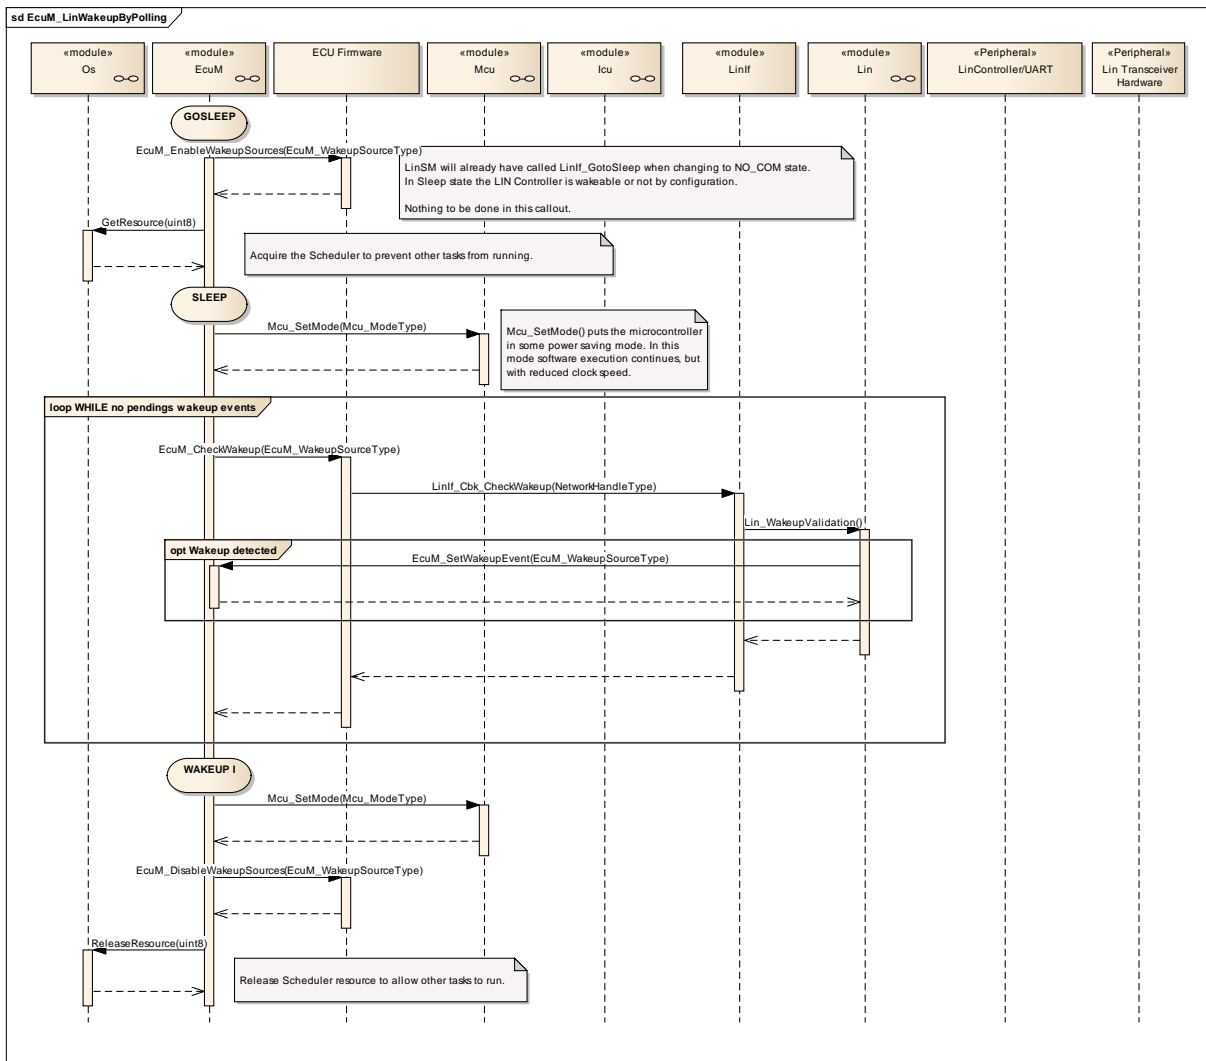 sd EcuM_LinWakeupByPolling
«module»
Os
«module»
EcuM
ECU Firmware
«module»
Mcu
«module»
Icu
«module»
LinIf
«module»
Lin
«Peripheral»
LinController/UART
«Peripheral»
Lin Transceiver
Hardware
GOSLEEP
EcuM_EnableWakeupSources(EcuM_WakeupSourceType)
LinSM will already have called LinIf_GotoSleep when changing to NO_COM state.
In Sleep state the LIN Controller is wakeable or not by configuration.
Nothing to be done in this callout.
GetResource(uint8)
Acquire the Scheduler to prevent other tasks from running.
SLEEP
Mcu_SetMode(Mcu_ModeType)
Mcu_SetMode() puts the microcontroller
in some power saving mode. In this
mode software execution continues, but
with reduced clock speed.
loop WHILE no pendings wakeup events
EcuM_CheckWakeup(EcuM_WakeupSourceType)
LinIf_Cbk_CheckWakeup(NetworkHandleType)
Lin_WakeupValidation()
opt Wakeup detected
EcuM_SetWakeupEvent(EcuM_WakeupSourceType)
WAKEUP I
Mcu_SetMode(Mcu_ModeType)
EcuM_DisableWakeupSources(EcuM_WakeupSourceType)
ReleaseResource(uint8)
Release Scheduler resource to allow other tasks to run.